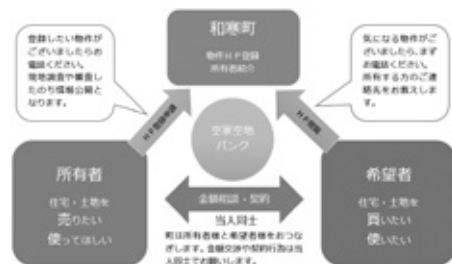 登録したい物件が
ございましたらお
電話ください。
現地調査や審査し
たのち情報公開と
なります。
和寒町
物件ＨＰ登録
所有者紹介
気になる物件がご
ざいましたら、まず
お電話ください。
所有する方のご連
絡先をお教えしま
す。
ＨＰ登録申請
空家空地
バンク
ＨＰ閲覧
所有者
住宅・土地を
売りたい
使ってほしい
金額相談・契約
当人同士
町は所有者様と希望者様をおつな
ぎします。金額交渉や契約行為は当
人同士でお願いします。
希望者
住宅・土地を
買いたい
使いたい